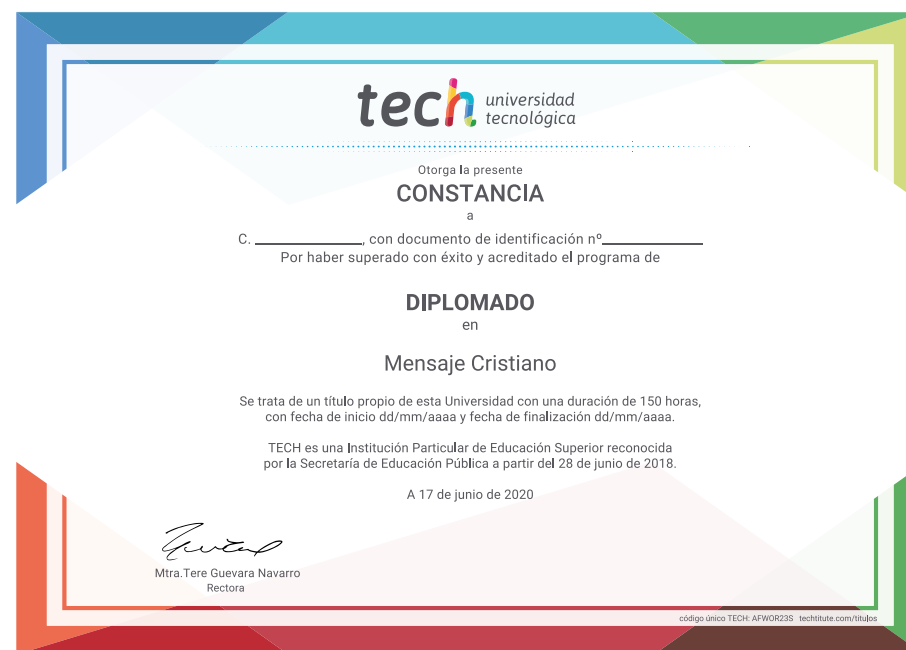 tech universidad
tecnológica
Otorga la presente
CONSTANCIA
a
C. ____________, con documento de identificación nº____________
Por haber superado con éxito y acreditado el programa de
DIPLOMADO
en
Mensaje Cristiano
Se trata de un título propio de esta Universidad con una duración de 150 horas,
con fecha de inicio dd/mm/aaaa y fecha de finalización dd/mm/aaaa.
TECH es una Institución Particular de Educación Superior reconocida
por la Secretaría de Educación Pública a partir del 28 de junio de 2018.
A 17 de junio de 2020
Mtra.Tere Guevara Navarro
Rectora
código único TECH: AFWOR23S techtitute.com/titulos